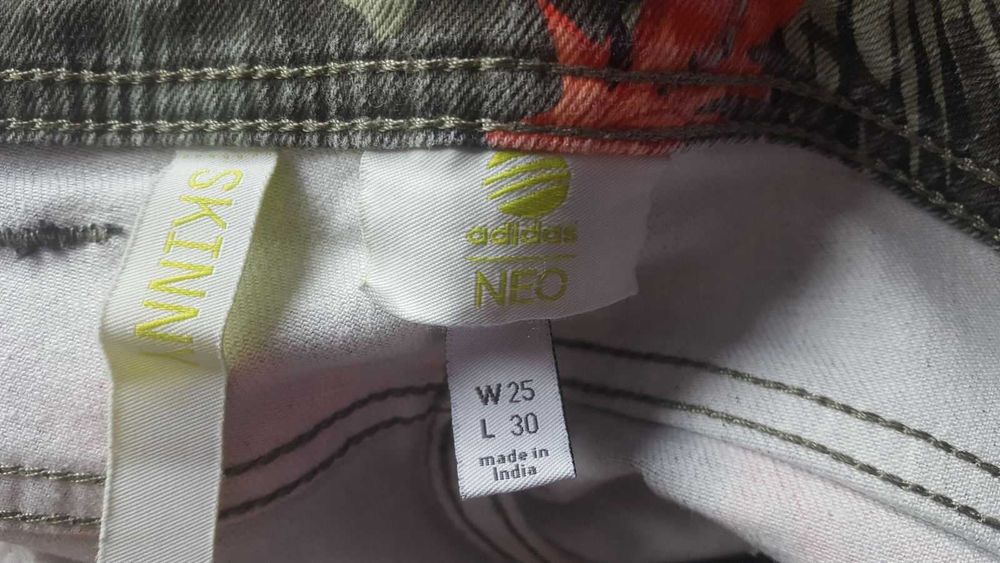 SKINNY
adidas
NEO
W 25
L 30
made in
India